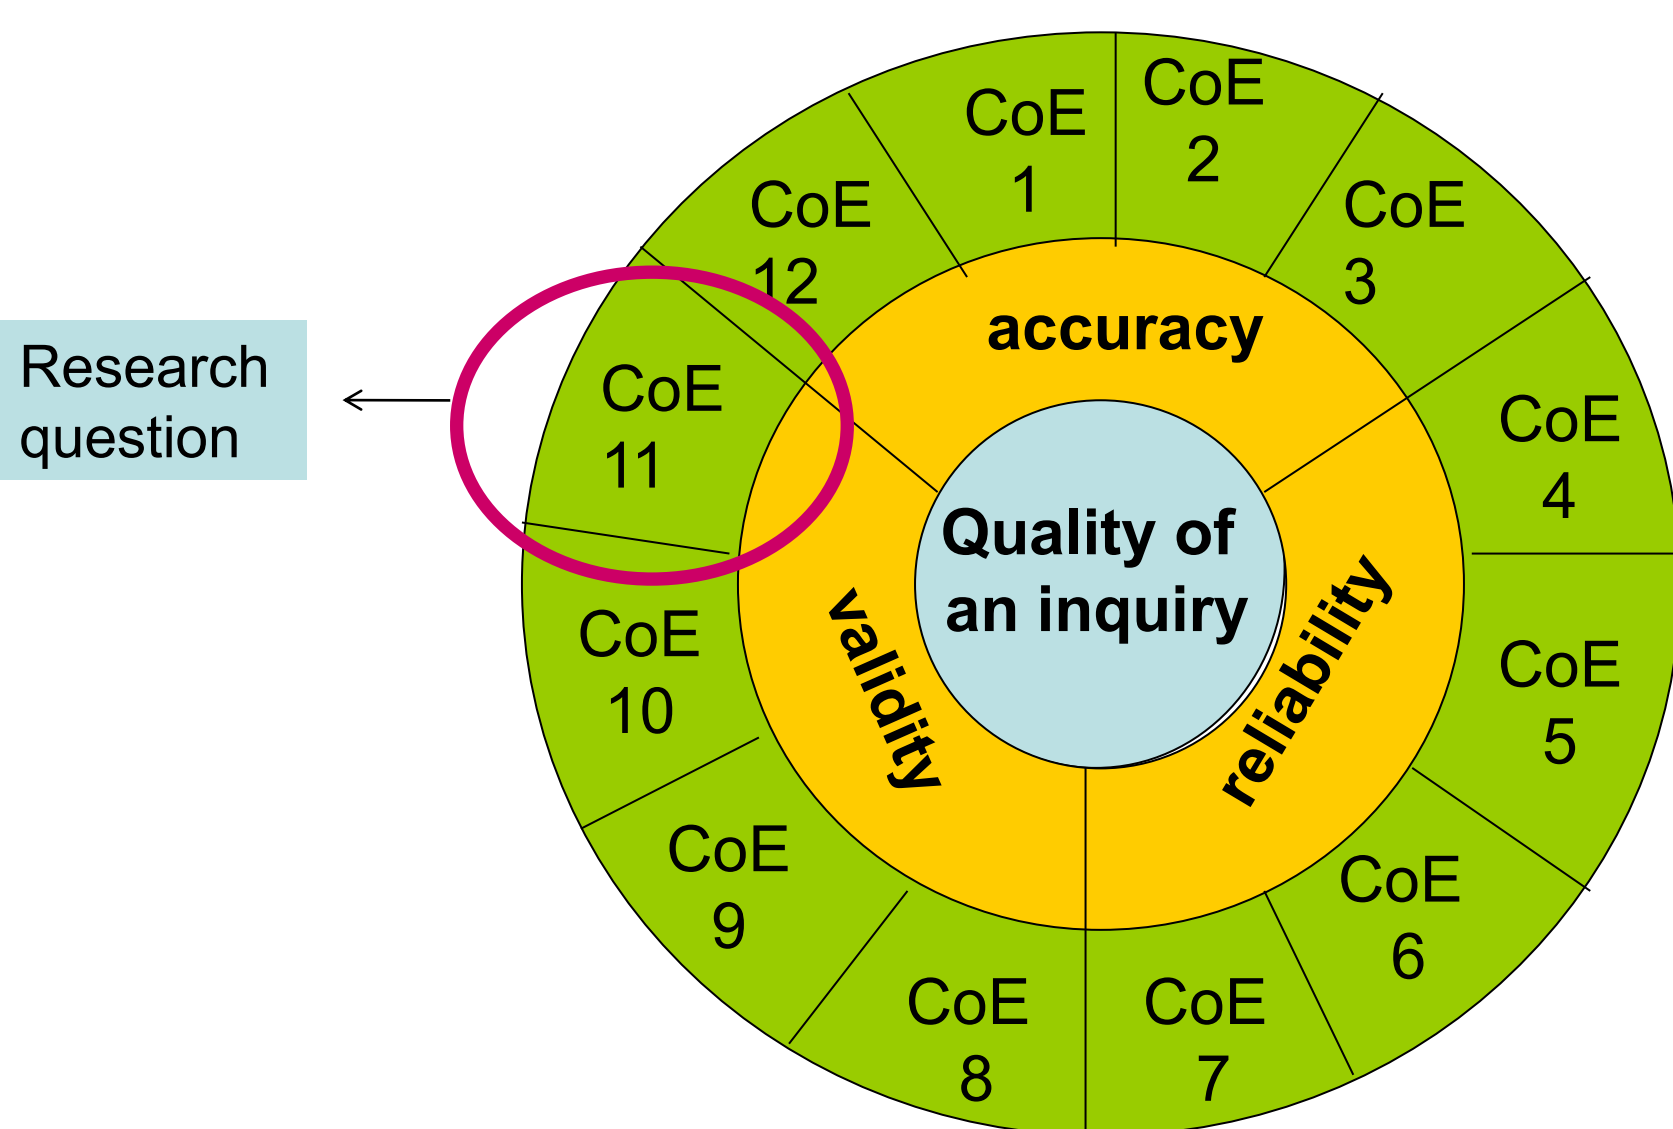 Research
question
CoE
1
CoE
2
CoE
3
CoE
4
CoE
5
CoE
6
CoE
7
CoE
8
CoE
9
CoE
10
CoE
11
CoE
12
accuracy
reliability
validity
Quality of
an inquiry